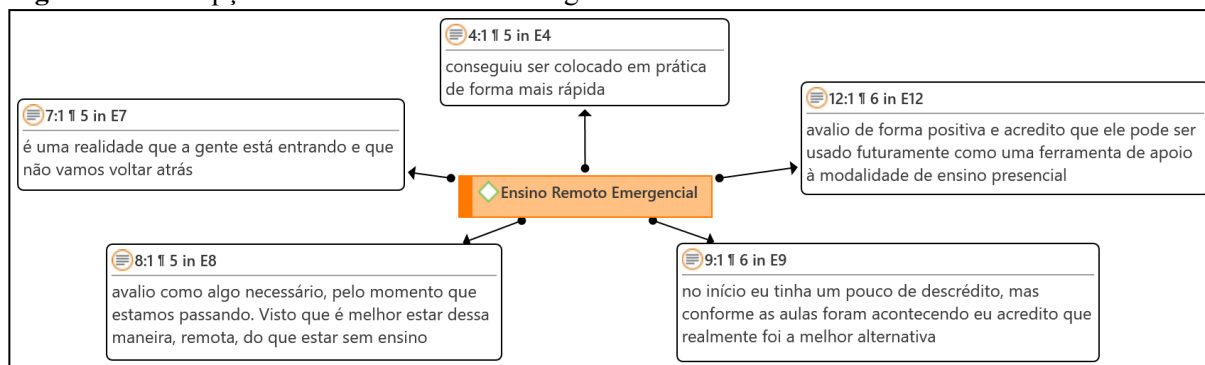 4:1 ¶ 5 in E4
conseguiu ser colocado em prática
de forma mais rápida
7:1 ¶ 5 in E7
é uma realidade que a gente está entrando e que
não vamos voltar atrás
12:1 ¶ 6 in E12
avalio de forma positiva e acredito que ele pode ser
usado futuramente como uma ferramenta de apoio
à modalidade de ensino presencial
Ensino Remoto Emergencial
8:1 ¶ 5 in E8
avalio como algo necessário, pelo momento que
estamos passando. Visto que é melhor estar dessa
maneira, remota, do que estar sem ensino
9:1 ¶ 6 in E9
no início eu tinha um pouco de descrédito, mas
conforme as aulas foram acontecendo eu acredito que
realmente foi a melhor alternativa